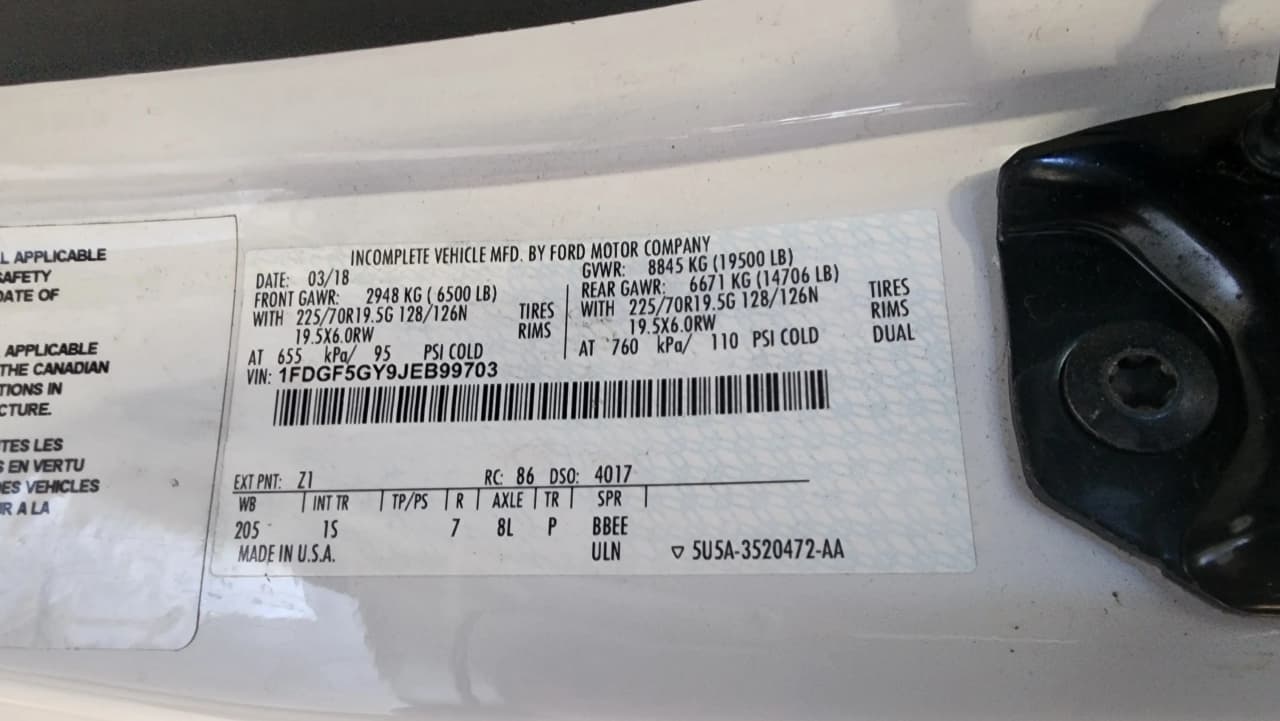 L APPLICABLE
SAFETY
DATE OF
APPLICABLE
THE CANADIAN
TIONS IN
CTURE.
TES LES
S EN VERTU
DES VEHICLES
R A LA
INCOMPLETE VEHICLE MFD. BY FORD MOTOR COMPANY
DATE: 03/18
GVWR: 8845 KG (19500 LB)
FRONT GAWR: 2948 KG ( 6500 LB)
REAR GAWR: 6671 KG (14706 LB)
WITH 225/70R19.5G 128/126N TIRES
WITH 225/70R19.5G 128/126N TIRES
19.5X6.0RW RIMS
19.5X6.0RW RIMS
AT 655 kPa/ 95 PSI COLD
AT 760 kPa/ 110 PSI COLD DUAL
VIN: 1FDGF5GY9JEB99703
EXT PNT: Z1 RC: 86 DSO: 4017
WB | INT TR | TP/PS | R | AXLE | TR | SPR |
205 1S 7 8L P BBEE
MADE IN U.S.A. ULN ▽ 5U5A-3520472-AA